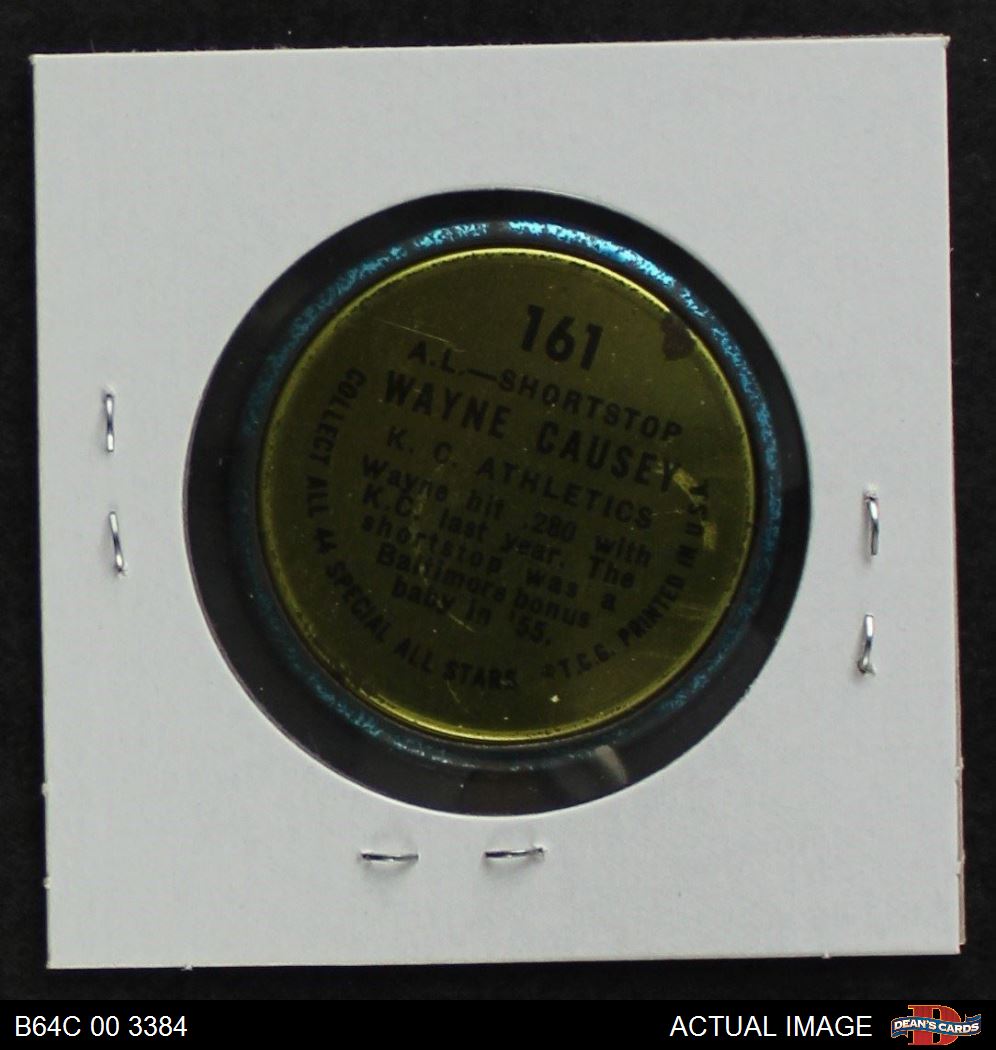 161
A.L.—SHORTSTOP
WAYNE CAUSEY
K. C. ATHLETICS
Wayne hit .280 with
K.C. last year. The
shortstop was a
Baltimore bonus
baby in '55.
COLLECT ALL 44 SPECIAL ALL STARS
©T.C.G. PRINTED IN U.S.A.
B64C 00 3384
ACTUAL IMAGE
DEAN'S CARDS